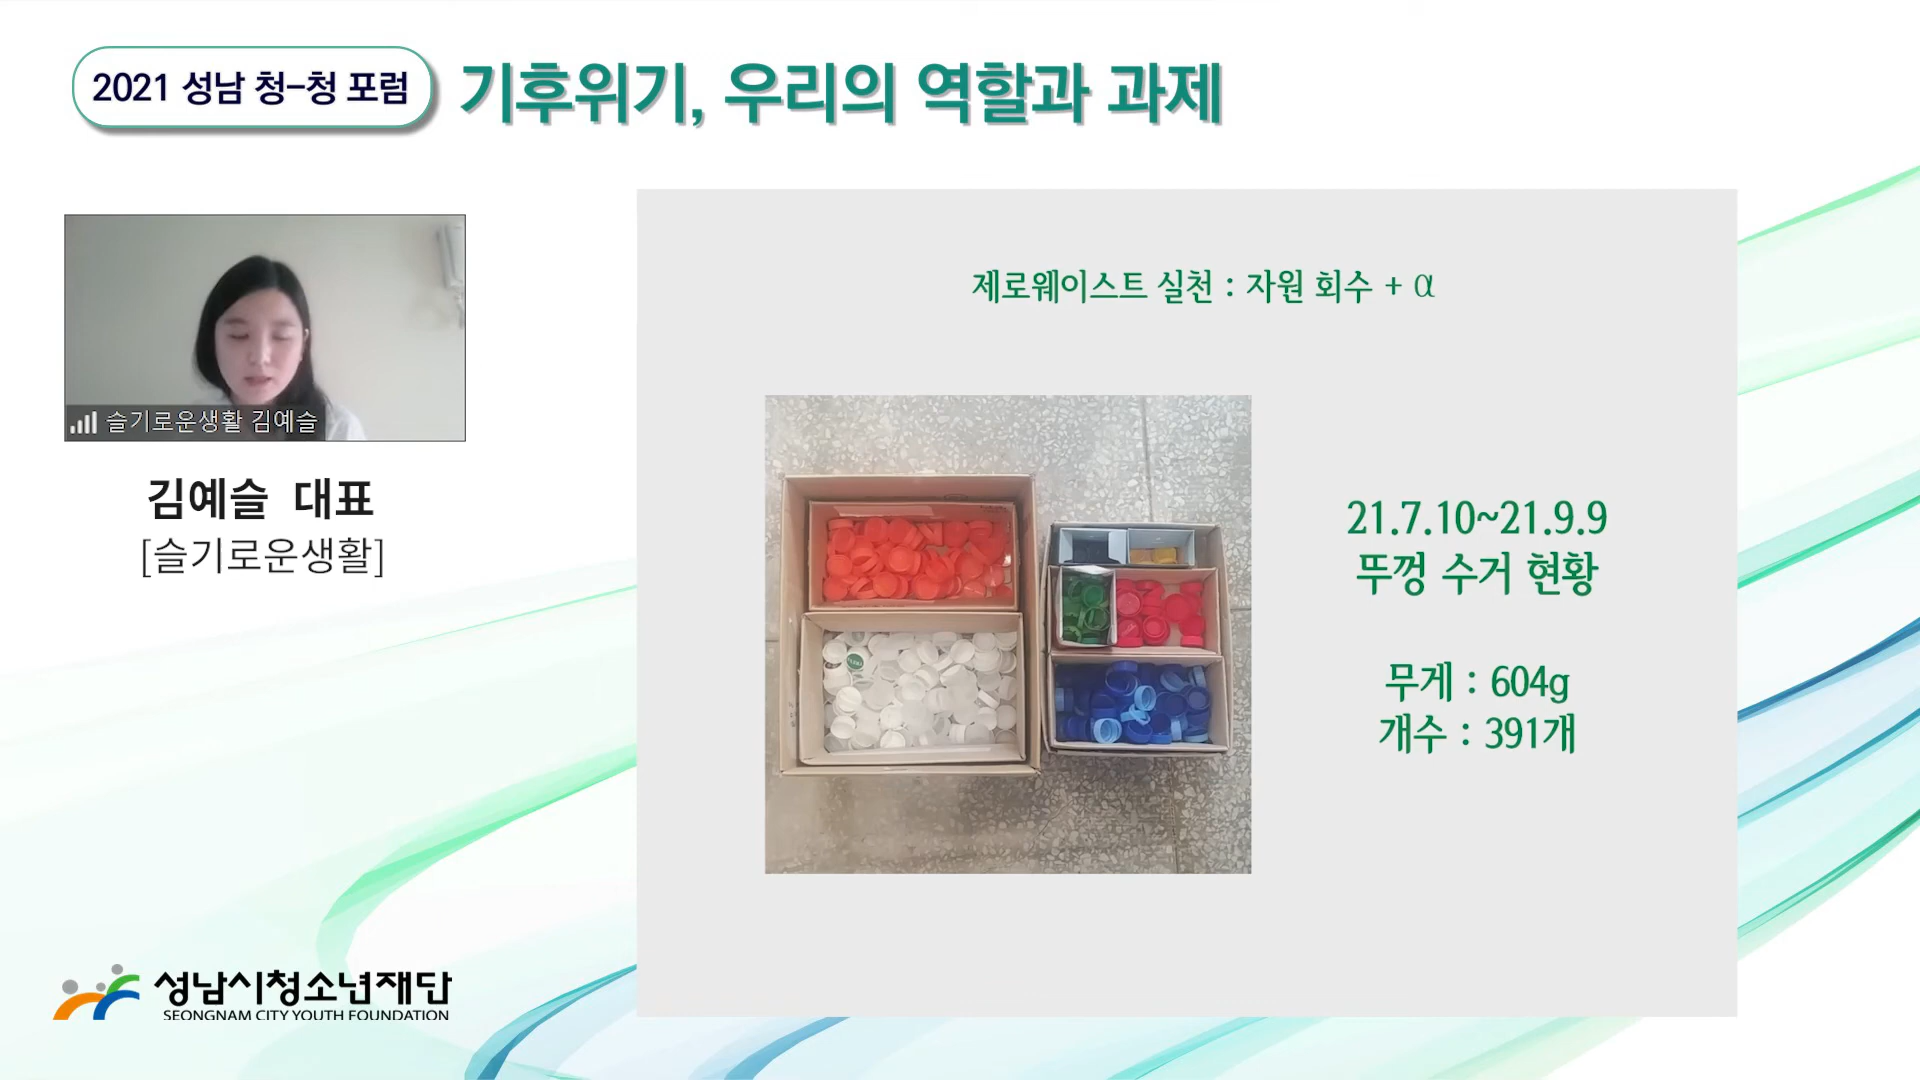 2021 성남 청-청 포럼
기후위기, 우리의 역할과 과제
슬기로운생활 김예슬
김예슬 대표
[슬기로운생활]
제로웨이스트 실천 : 자원 회수 + α
21.7.10~21.9.9
뚜껑 수거 현황
무게 : 604g
개수 : 391개
성남시청소년재단
SEONGNAM CITY YOUTH FOUNDATION